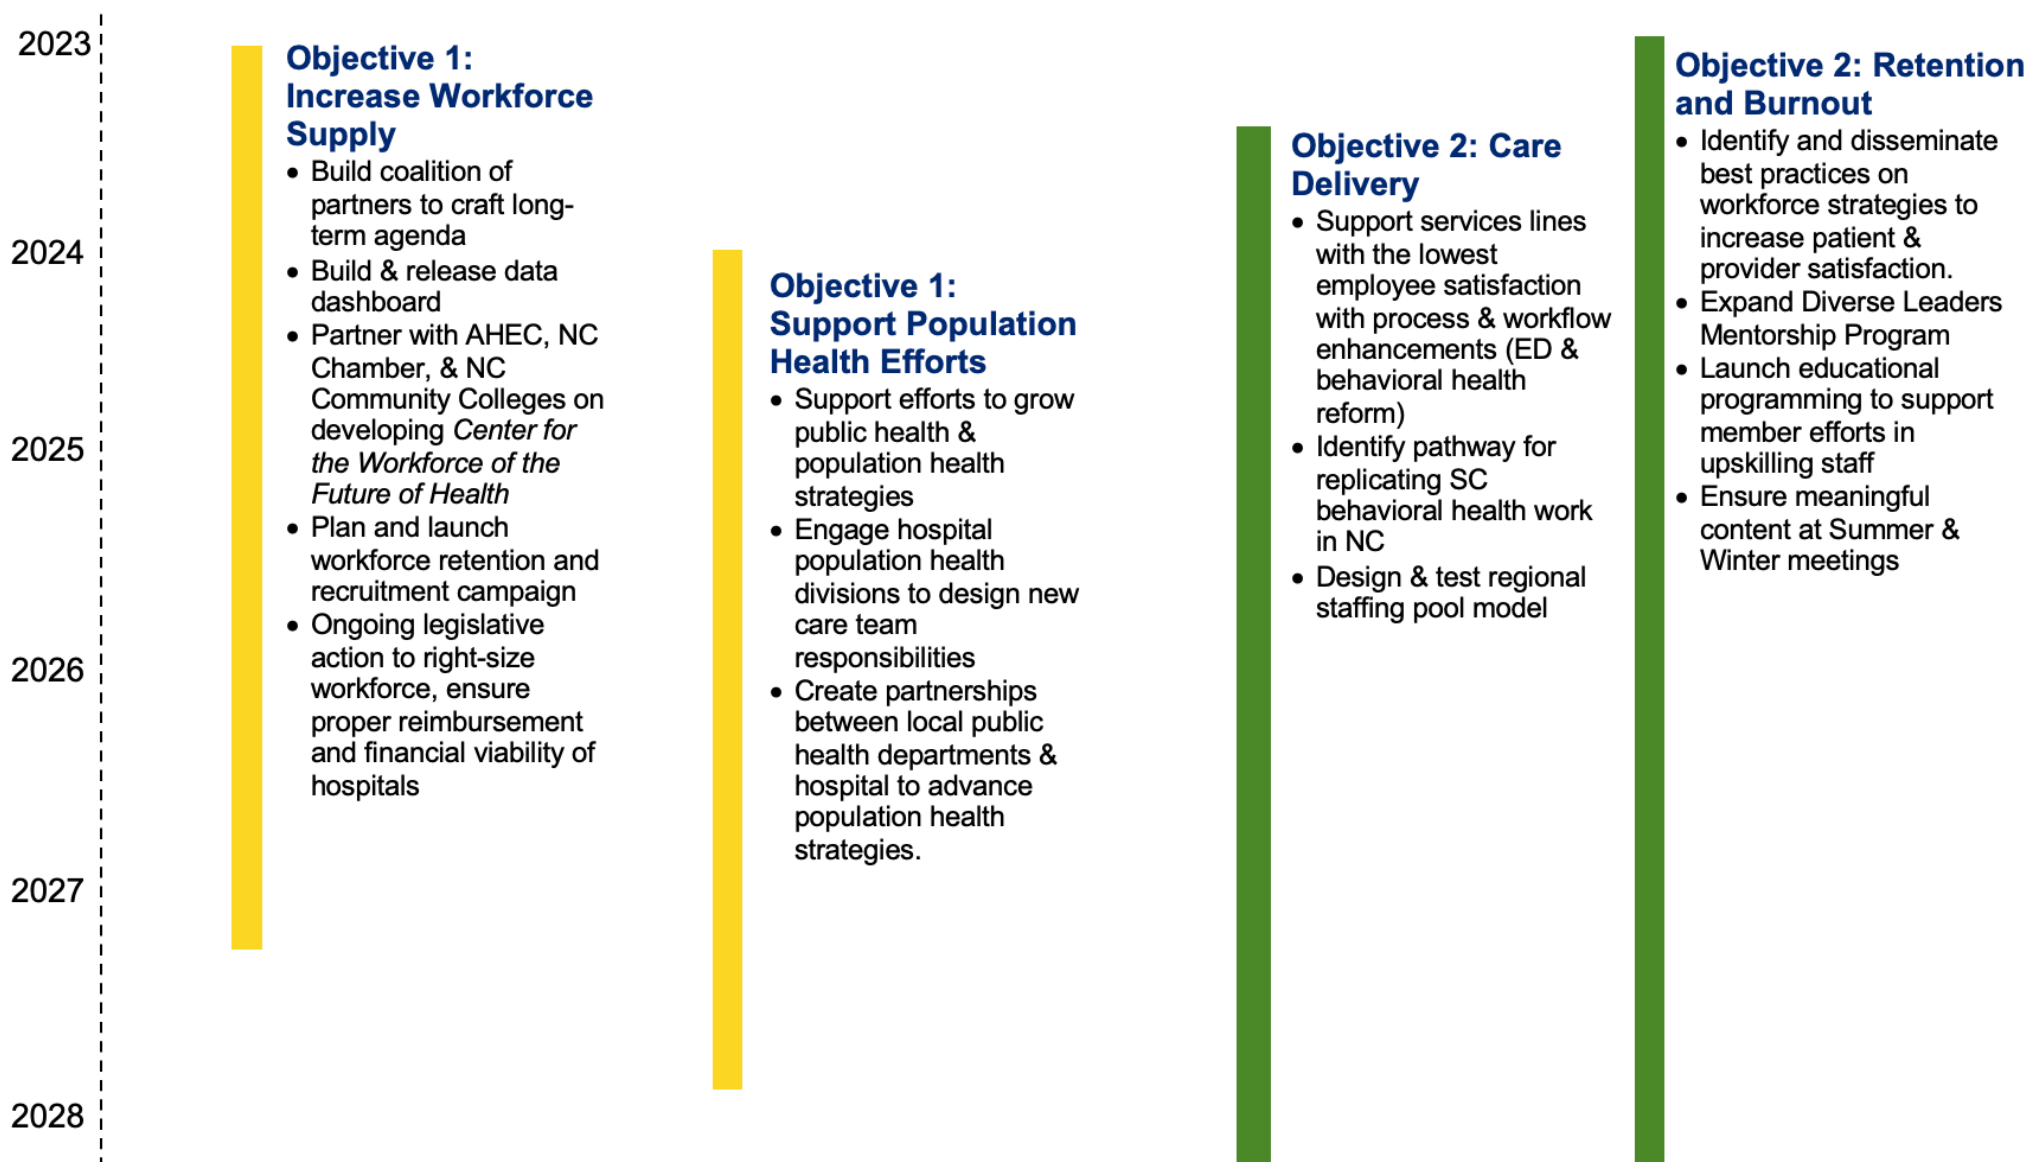 2023
2024
2025
2026
2027
2028
Objective 1:
Increase Workforce
Supply
• Build coalition of
partners to craft long-
term agenda
• Build & release data
dashboard
• Partner with AHEC, NC
Chamber, & NC
Community Colleges on
developing Center for
the Workforce of the
Future of Health
• Plan and launch
workforce retention and
recruitment campaign
• Ongoing legislative
action to right-size
workforce, ensure
proper reimbursement
and financial viability of
hospitals
Objective 1:
Support Population
Health Efforts
• Support efforts to grow
public health &
population health
strategies
• Engage hospital
population health
divisions to design new
care team
responsibilities
• Create partnerships
between local public
health departments &
hospital to advance
population health
strategies.
Objective 2: Care
Delivery
• Support services lines
with the lowest
employee satisfaction
with process & workflow
enhancements (ED &
behavioral health
reform)
• Identify pathway for
replicating SC
behavioral health work
in NC
• Design & test regional
staffing pool model
Objective 2: Retention
and Burnout
• Identify and disseminate
best practices on
workforce strategies to
increase patient &
provider satisfaction.
• Expand Diverse Leaders
Mentorship Program
• Launch educational
programming to support
member efforts in
upskilling staff
• Ensure meaningful
content at Summer &
Winter meetings